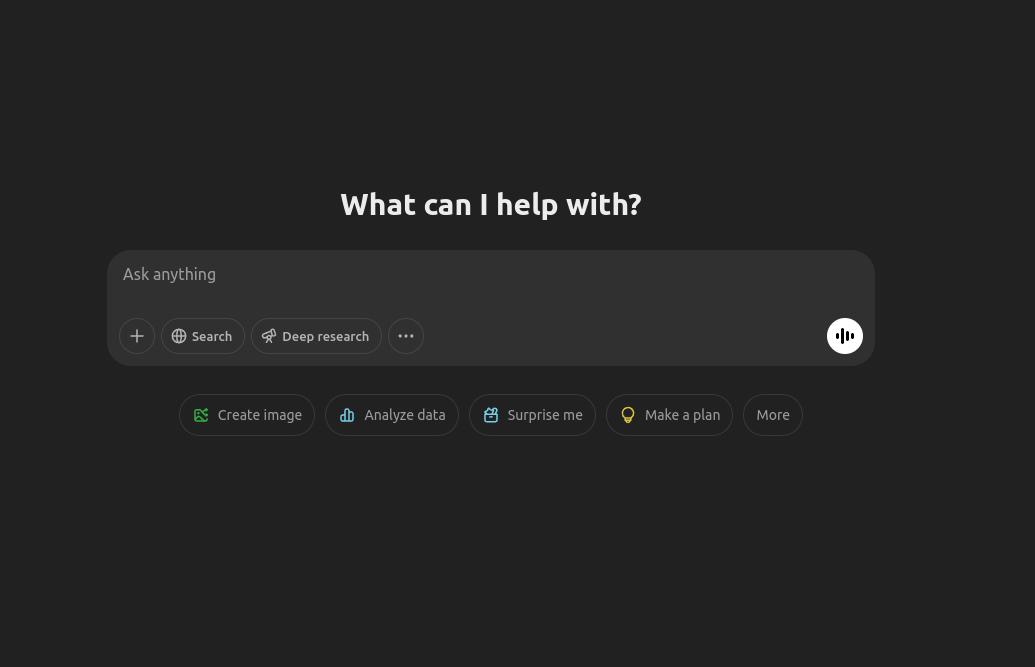 What can I help with?
Ask anything
Search Deep research
Create image Analyze data Surprise me Make a plan More